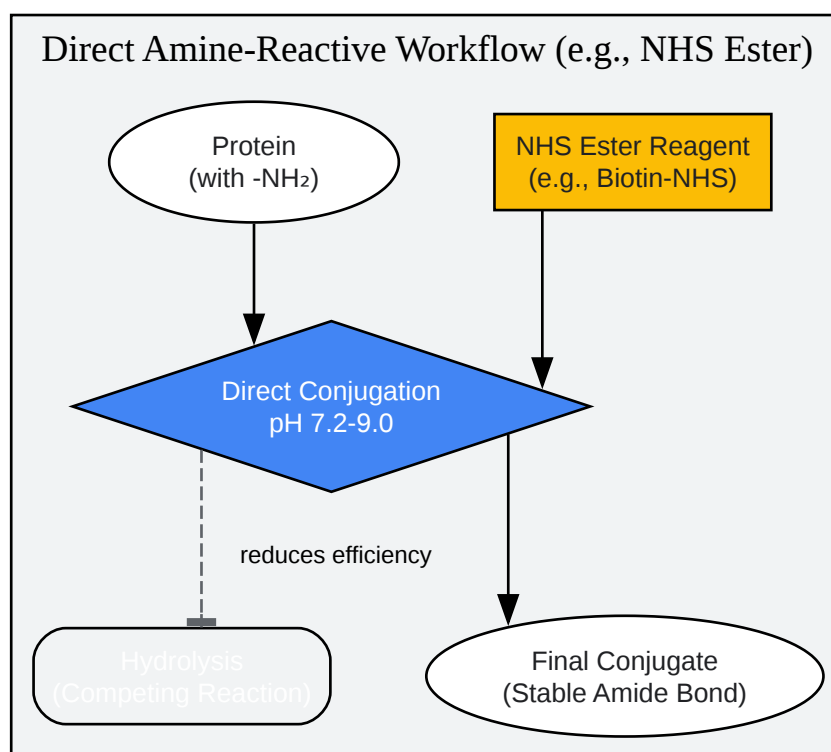 Direct Amine-Reactive Workflow (e.g., NHS Ester)
Protein
(with -NH₂)
NHS Ester Reagent
(e.g., Biotin-NHS)
Direct Conjugation
pH 7.2-9.0
reduces efficiency
Hydrolysis
(Competing Reaction)
Final Conjugate
(Stable Amide Bond)